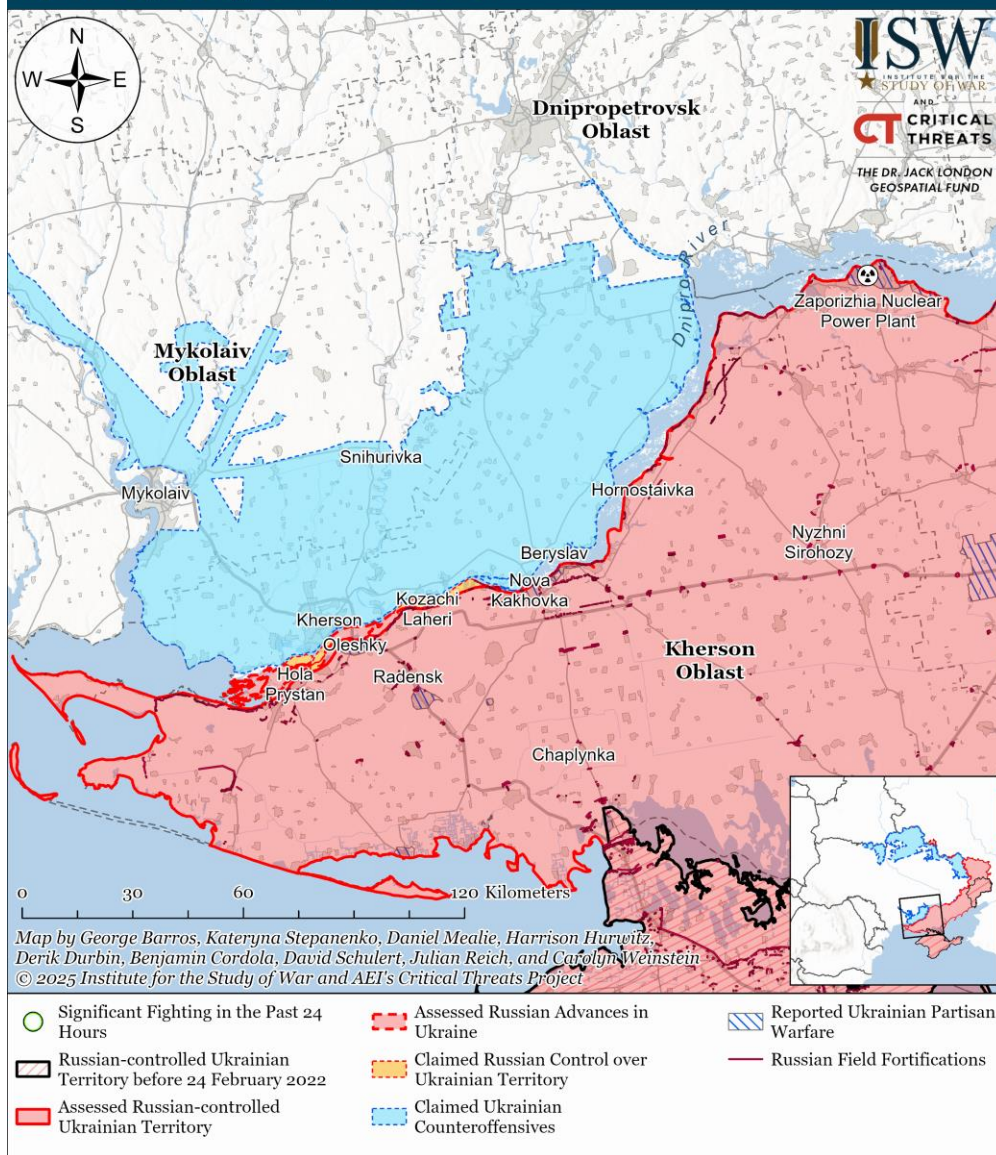 N
W E
S
ISW
INSTITUTE FOR THE
STUDY OF WAR
AND
CT CRITICAL
THREATS
THE DR. JACK LONDON
GEOSPATIAL FUND
Dnipropetrovsk
Oblast
Dnipro River
Zaporizhia Nuclear
Power Plant
Mykolaiv
Oblast
Snihurivka
Mykolaiv
Hornostaivka
Nyzhni
Sirohozy
Beryslav
Nova
Kakhovka
Kozachi
Laheri
Kherson
Oleshky
Kherson
Oblast
Hola
Prystan
Radensk
Chaplynka
0 30 60 120 Kilometers
Map by George Barros, Kateryna Stepanenko, Daniel Mealie, Harrison Hurwitz,
Derik Durbin, Benjamin Cordola, David Schulert, Julian Reich, and Carolyn Weinstein
© 2025 Institute for the Study of War and AEI's Critical Threats Project
Significant Fighting in the Past 24
Hours
Russian-controlled Ukrainian
Territory before 24 February 2022
Assessed Russian-controlled
Ukrainian Territory
Assessed Russian Advances in
Ukraine
Claimed Russian Control over
Ukrainian Territory
Claimed Ukrainian
Counteroffensives
Reported Ukrainian Partisan
Warfare
Russian Field Fortifications